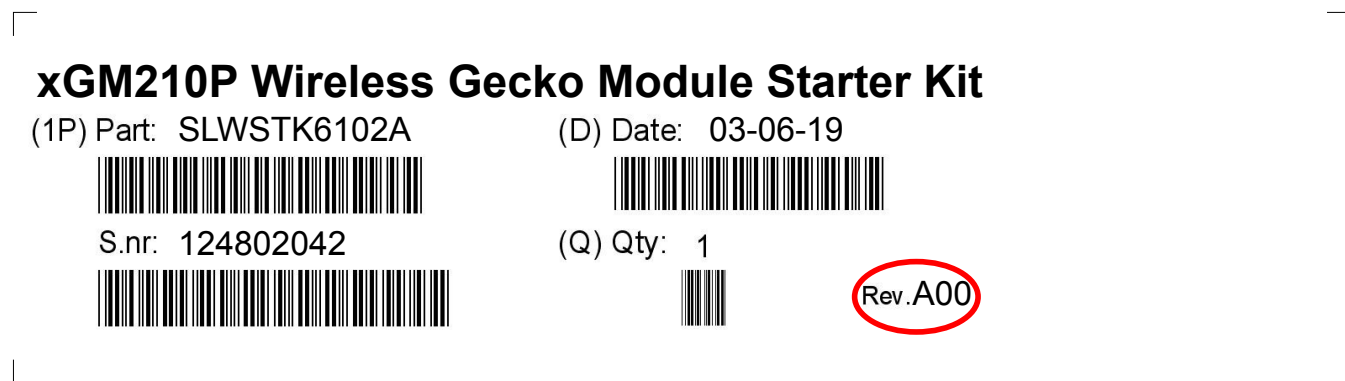 xGM210P Wireless Gecko Module Starter Kit
(1P) Part: SLWSTK6102A
(D) Date: 03-06-19
S.nr: 124802042
(Q) Qty: 1
Rev.A00